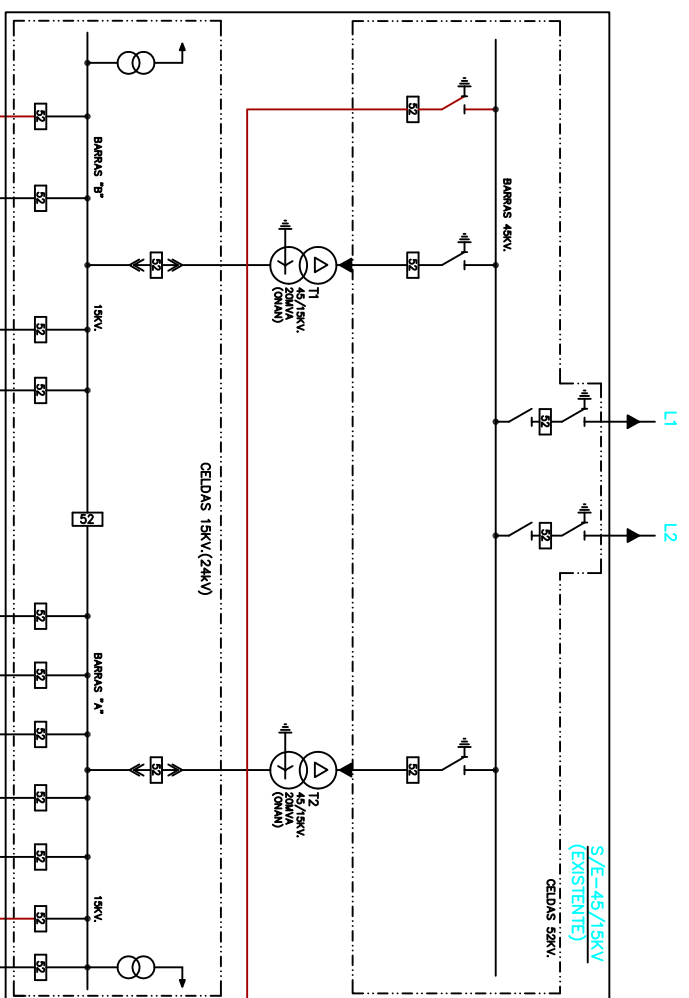 L1
L2
S/E-45/15KV
(EXISTENTE)
CELDAS 52KV.
52
52
BARRAS 45KV.
52
52
52
T1
45/15KV.
20MVA
(ONAN)
T2
45/15KV.
20MVA
(ONAN)
CELDAS 15KV.(24kV)
52
52
BARRAS "B"
15KV.
52
BARRAS "A"
15KV.
52
52
52
52
52
52
52
52
52
52
52